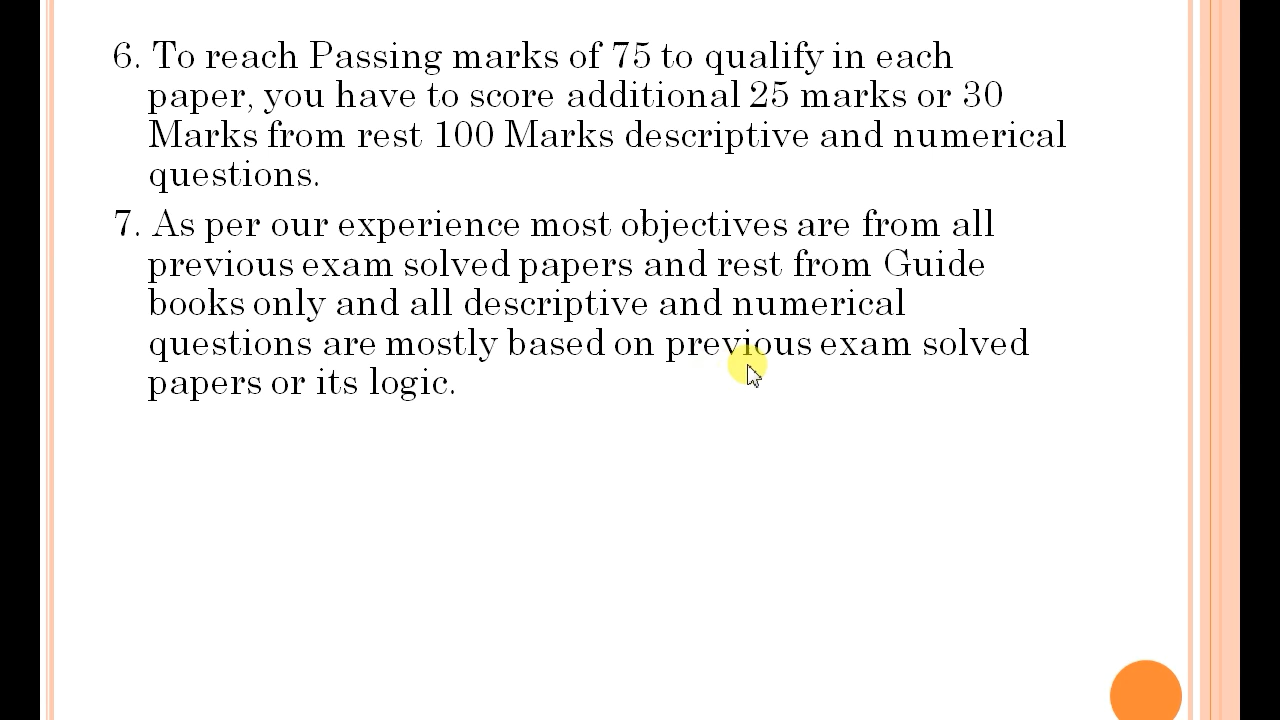 6. To reach Passing marks of 75 to qualify in each
paper, you have to score additional 25 marks or 30
Marks from rest 100 Marks descriptive and numerical
questions.
7. As per our experience most objectives are from all
previous exam solved papers and rest from Guide
books only and all descriptive and numerical
questions are mostly based on previous exam solved
papers or its logic.